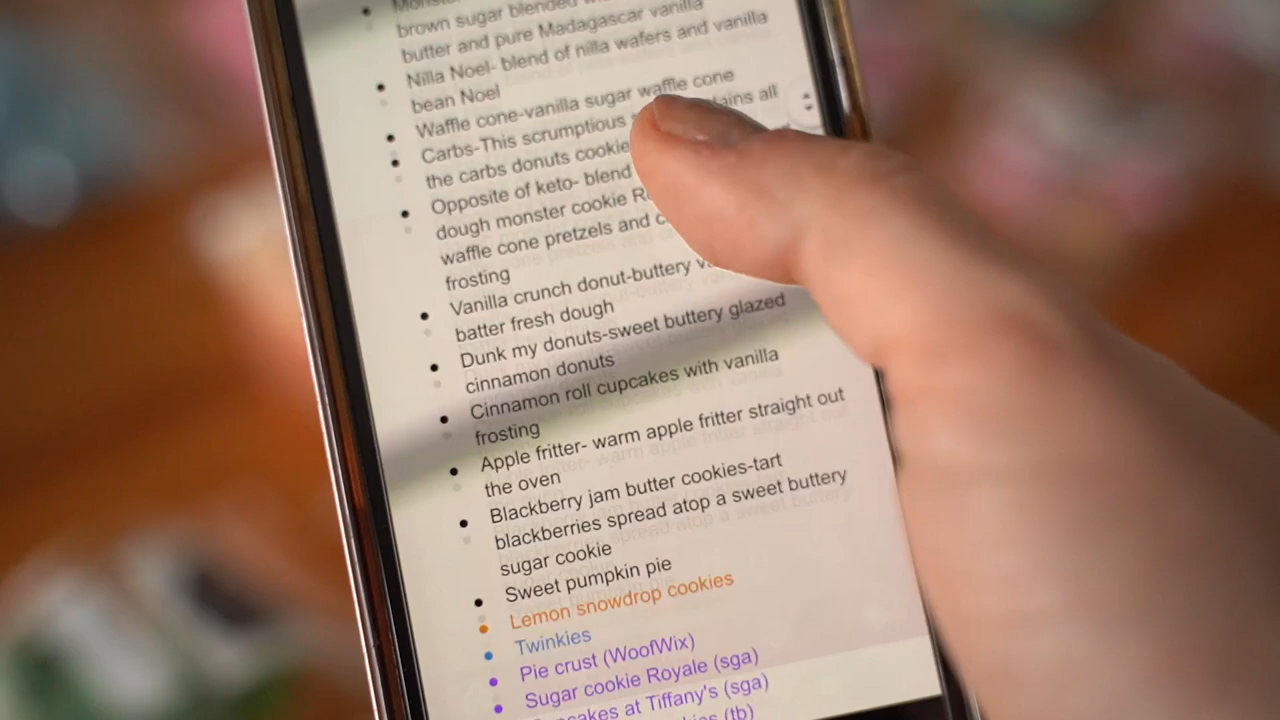 brown sugar blended
butter and pure Madagascar vanilla
Nilla Noel- blend of nilla wafers and vanilla
bean Noel
Waffle cone-vanilla sugar waffle cone
Carbs-This scrumptious all
the carbs donuts cookie
Opposite of keto- blend
dough monster cookie
waffle cone pretzels and
frosting
Vanilla crunch donut-buttery
batter fresh dough
Dunk my donuts-sweet buttery glazed
cinnamon donuts
Cinnamon roll cupcakes with vanilla
frosting
Apple fritter- warm apple fritter straight out
the oven
Blackberry jam butter cookies-tart
blackberries spread atop a sweet buttery
sugar cookie
Sweet pumpkin pie
Lemon snowdrop cookies
Twinkies
Pie crust (WoofWix)
Sugar cookie Royale (sga)
at Tiffany's (sga)
(tb)